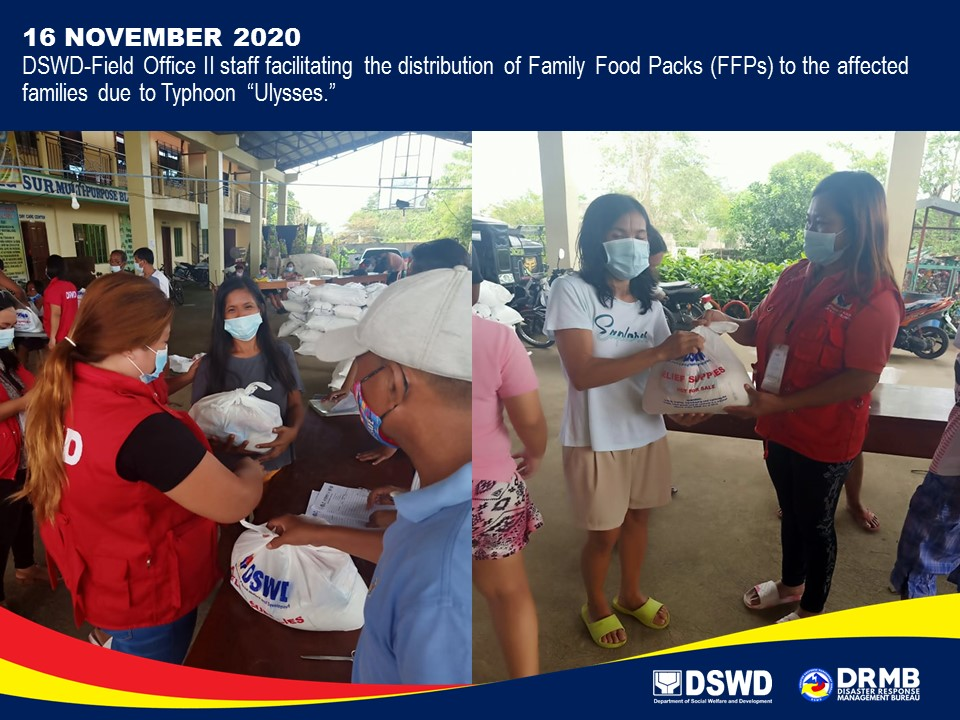 16 NOVEMBER 2020
DSWD-Field Office II staff facilitating the distribution of Family Food Packs (FFPs) to the affected
families due to Typhoon “Ulysses.”
SUR MULTI-PURPOSE
DSWD
RELIEF SUPPLIES
NOT FOR SALE
DSWD
Department of Social Welfare and Development
DRMB
DISASTER RESPONSE
MANAGEMENT BUREAU